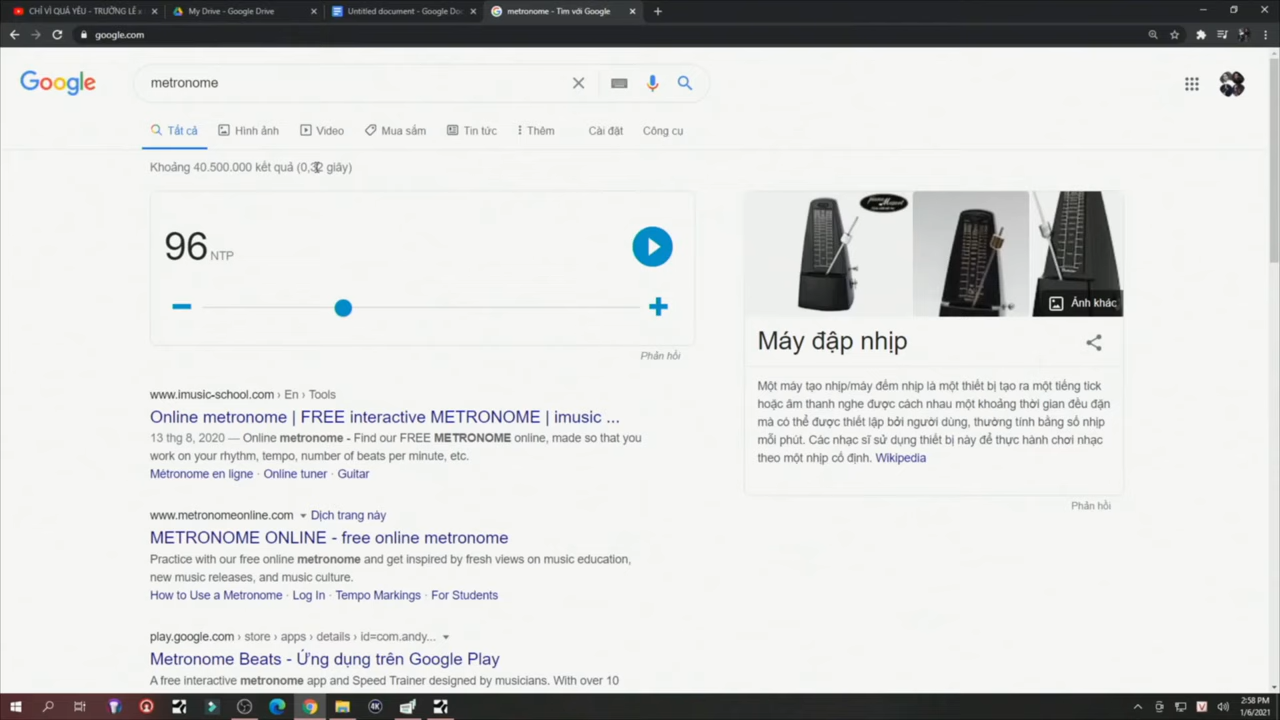 CHỈ VÌ QUÁ YÊU - TRƯỜNG LÊ
My Drive - Google Drive
Untitled document - Google Doc
metronome - Tìm với Google
google.com
Google
metronome
Tất cả
Hình ảnh
Video
Mua sắm
Tin tức
Thêm
Cài đặt
Công cụ
Khoảng 40.500.000 kết quả (0,32 giây)
96 NTP
Phản hồi
www.imusic-school.com › En › Tools
Online metronome | FREE interactive METRONOME | imusic ...
13 thg 8, 2020 — Online metronome - Find our FREE METRONOME online, made so that you
work on your rhythm, tempo, number of beats per minute, etc.
Métronome en ligne · Online tuner · Guitar
www.metronomeonline.com Dịch trang này
METRONOME ONLINE - free online metronome
Practice with our free online metronome and get inspired by fresh views on music education,
new music releases, and music culture.
How to Use a Metronome · Log In · Tempo Markings · For Students
play.google.com › store › apps › details › id=com.andy...
Metronome Beats - Ứng dụng trên Google Play
A free interactive metronome app and Speed Trainer designed by musicians. With over 10
Ảnh khác
Máy đập nhịp
Một máy tạo nhịp/máy đếm nhịp là một thiết bị tạo ra một tiếng tick
hoặc âm thanh nghe được cách nhau một khoảng thời gian đều đặn
mà có thể được thiết lập bởi người dùng, thường tính bằng số nhịp
mỗi phút. Các nhạc sĩ sử dụng thiết bị này để thực hành chơi nhạc
theo một nhịp cố định. Wikipedia
Phản hồi
4K
V
2:58 PM
1/6/2021